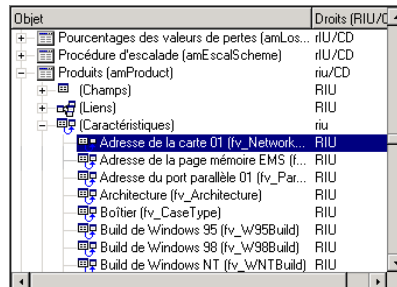 Objet Droits (RIU/C
Pourcentages des valeurs de pertes (amLos... rIU/CD
Procédure d'escalade (amEscalScheme) rIU/CD
Produits (amProduct) riu/CD
(Champs) RIU
(Liens) RIU
(Caractéristiques) riu
Adresse de la carte 01 (fv_Network... RIU
Adresse de la page mémoire EMS (f... RIU
Adresse du port parallèle 01 (fv_Par... RIU
Architecture (fv_Architecture) RIU
Boîtier (fv_CaseType) RIU
Build de Windows 95 (fv_W95Build) RIU
Build de Windows 98 (fv_W98Build) RIU
Build de Windows NT (fv_WNTBuild) RIU